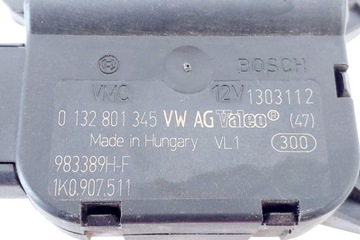 BOSCH
VMC 12V 1303112
0 132 801 345 VW AG Valeo® (47)
Made in Hungary VL1 300
983389H-F
1K0.907.511